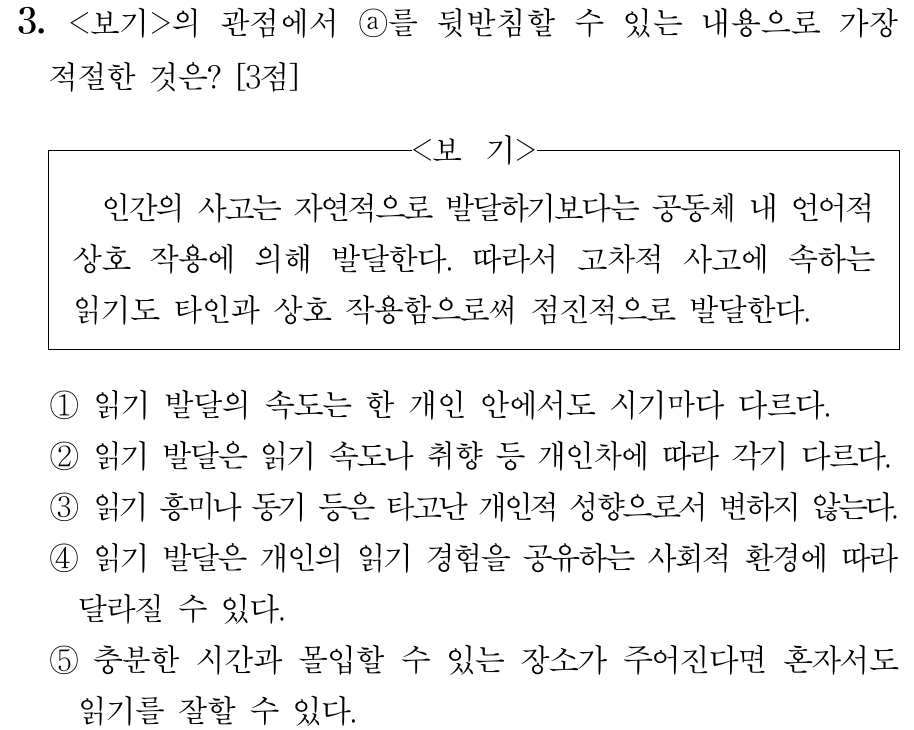 3. <보기>의 관점에서 ⓐ를 뒷받침할 수 있는 내용으로 가장
적절한 것은? [3점]
<보 기>
인간의 사고는 자연적으로 발달하기보다는 공동체 내 언어적
상호 작용에 의해 발달한다. 따라서 고차적 사고에 속하는
읽기도 타인과 상호 작용함으로써 점진적으로 발달한다.
① 읽기 발달의 속도는 한 개인 안에서도 시기마다 다르다.
② 읽기 발달은 읽기 속도나 취향 등 개인차에 따라 각기 다르다.
③ 읽기 흥미나 동기 등은 타고난 개인적 성향으로서 변하지 않는다.
④ 읽기 발달은 개인의 읽기 경험을 공유하는 사회적 환경에 따라
달라질 수 있다.
⑤ 충분한 시간과 몰입할 수 있는 장소가 주어진다면 혼자서도
읽기를 잘할 수 있다.